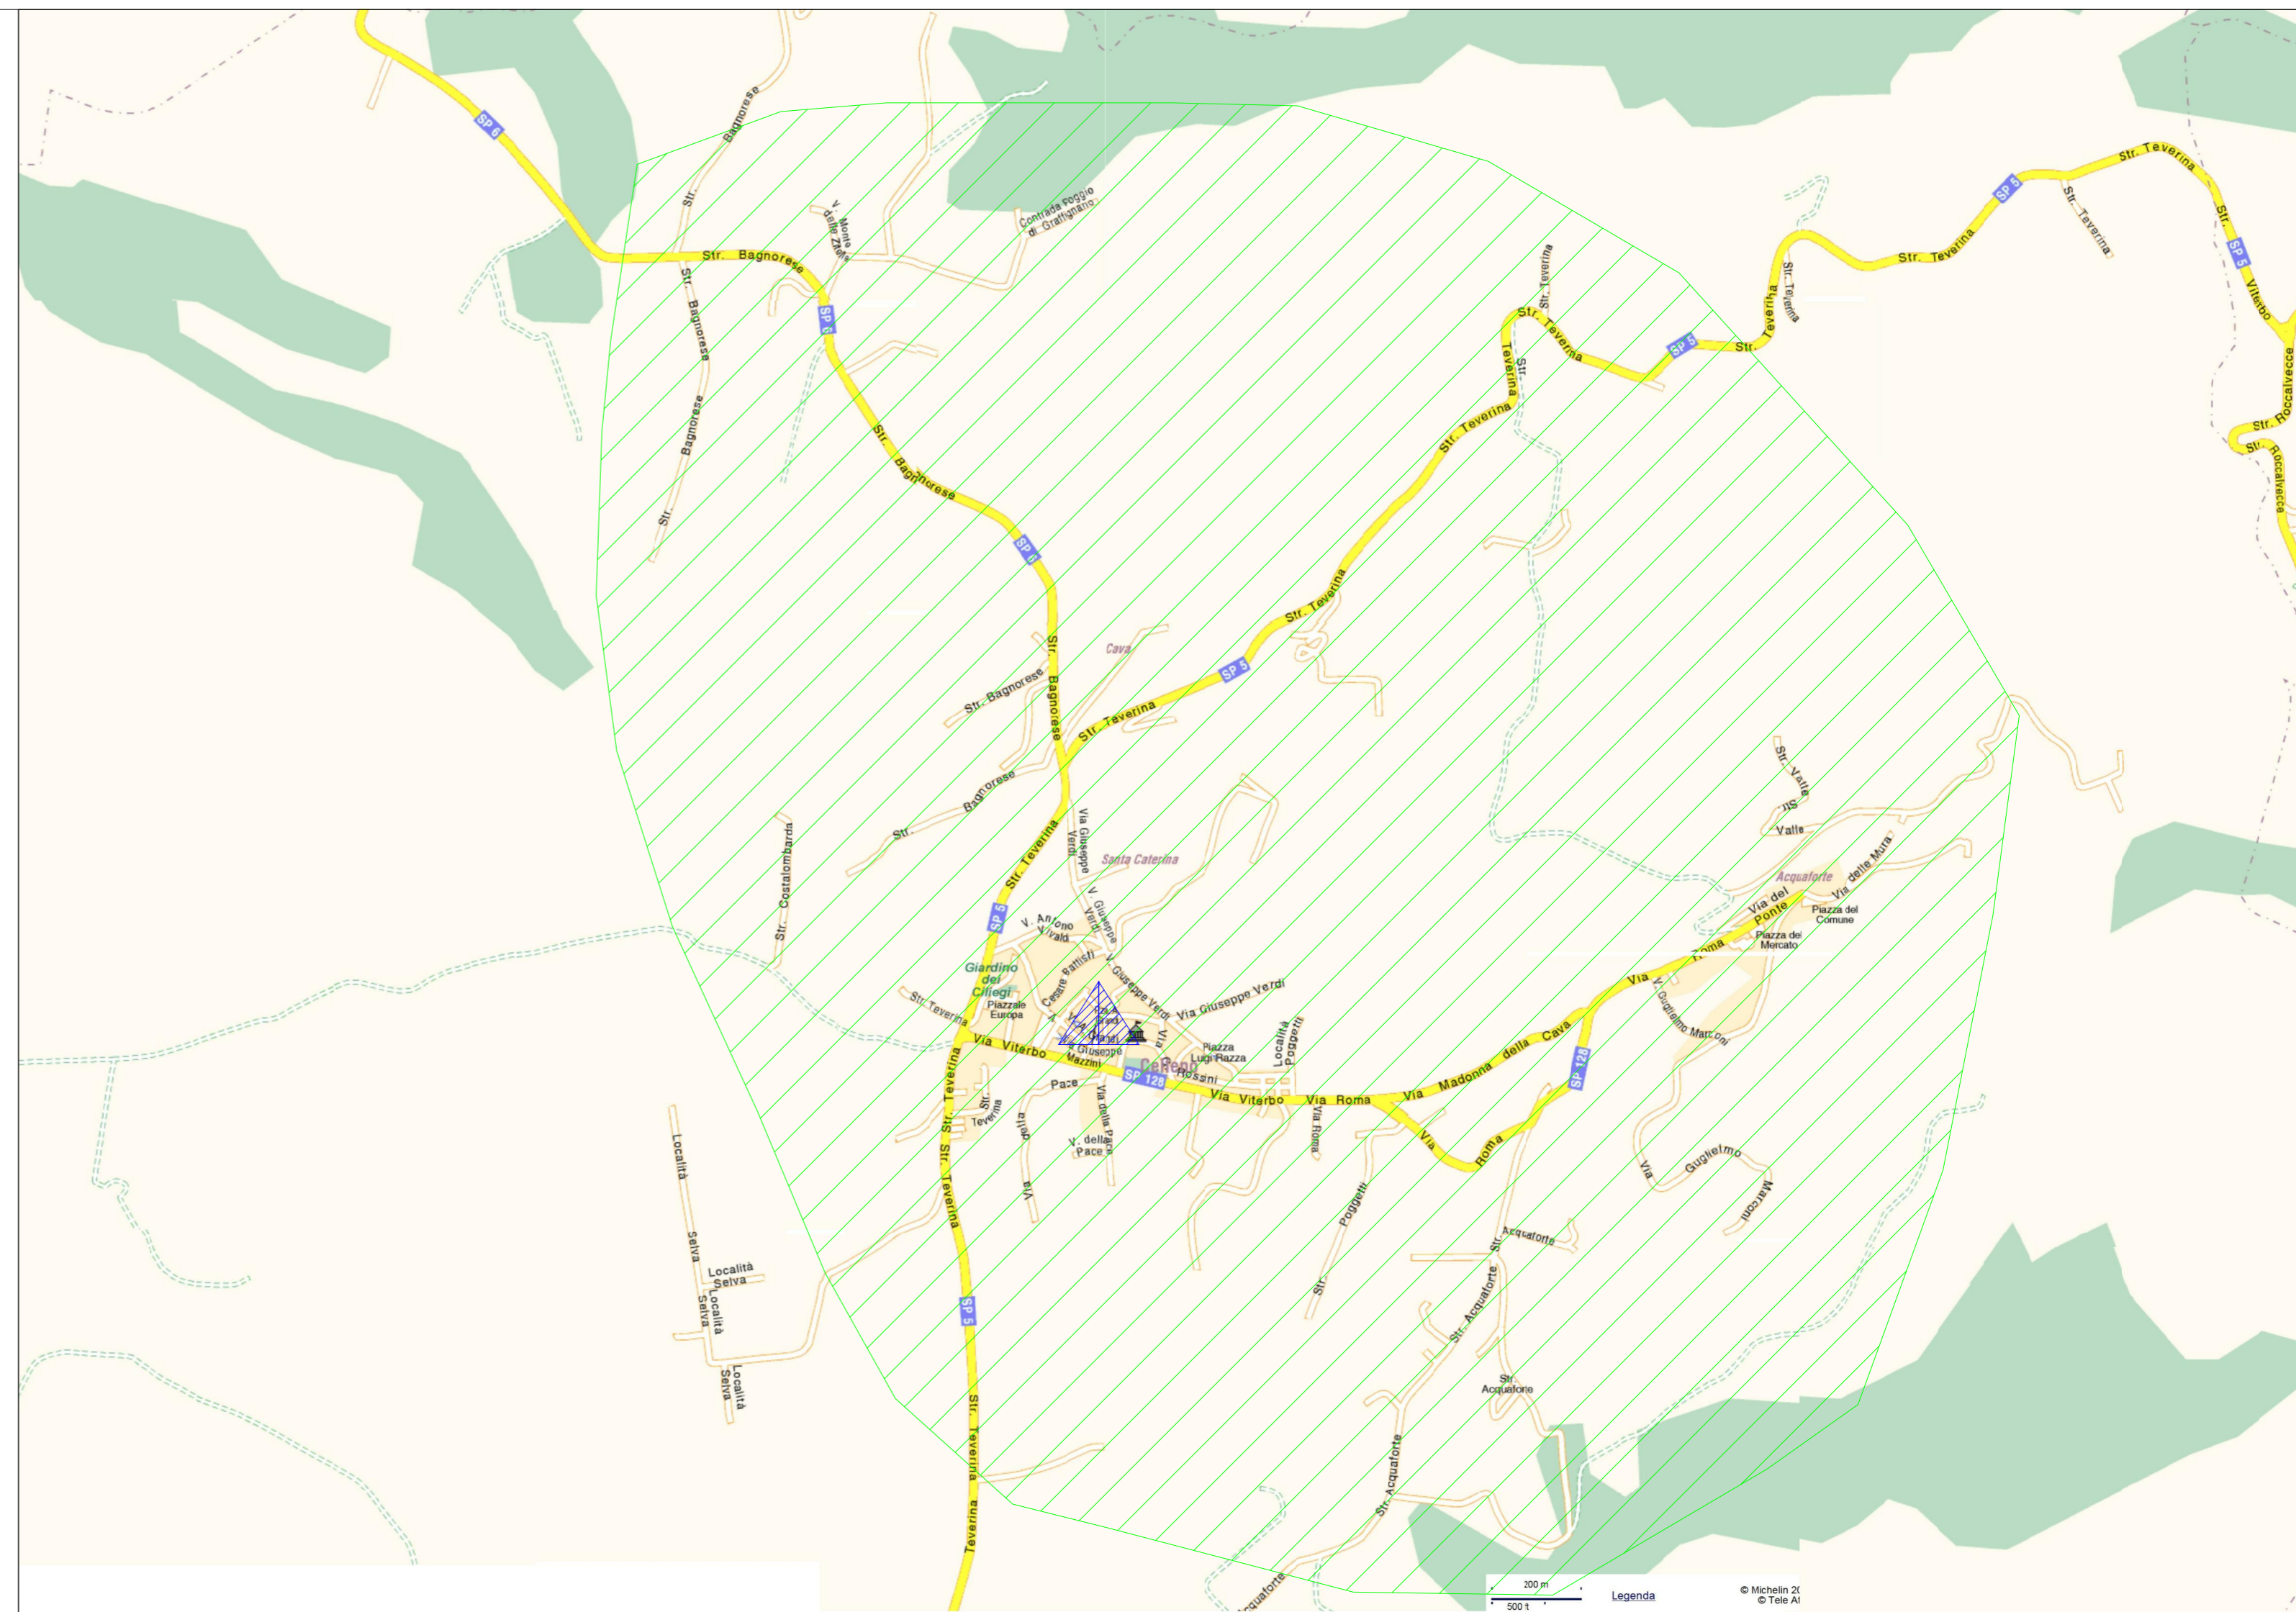 SP 6
Str. Bagnorese
V. Monte
delle Zitelle
Contrada Poggio
di Graffignano
Str. Bagnorese
SP 6
Str. Bagnorese
Str. Bagnorese
SP 6
Str. Bagnorese
Str. Teverina
SP 5
Str. Teverina
Str. Teverina
Str. Teverina
Str. Teverina
SP 5
Viterbo
Str. Teverina
Str. Teverina
Str. Teverina
SP 5
Str. Teverina
Str.
Str. Roccalvecce
Str. Roccalvecce
Str. Teverina
Str. Teverina
SP 5
Str. Teverina
Cava
Str. Bagnorese
Str. Bagnorese
Str. Bagnorese
Str. Teverina
SP 5
Via Giuseppe
Verdi
Santa Caterina
V. Giuseppe
Verdi
Str. Costalombarda
V. Antonio
Vivaldi
Cesare Battisti
V. Giuseppe Verdi
Via Giuseppe Verdi
Giardino
dei
Ciliegi
Piazzale
Europa
Str. Teverina
Via Viterbo
Giuseppe
Mazzini
Celleno
Piazza
Luigi Razza
Via G. Rossini
Località
Poggetti
SP 128
Via Viterbo
Via Roma
Via Madonna della Cava
Via Roma
Via Roma
SP 128
Str. Valle
Str.
Valle
Acquaforte
Via delle Mura
Via del
Ponte
Piazza del
Comune
Piazza del
Mercato
Via Roma
V. Guglielmo Marconi
Via Guglielmo Marconi
Str. Teverina
Str.
Teverina
Pace
della
Via
Via della Pace
V. della
Pace
Str. Teverina
Str. Poggetti
Str. Acquaforte
Str. Acquaforte
Str.
Acquaforte
Str. Acquaforte
Acquaforte
Località
Selva
Località
Selva
Località
Selva
Località
Selva
SP 5
Str. Teverina
Teverina
200 m
500 ft
Legenda
© Michelin 20
© Tele At